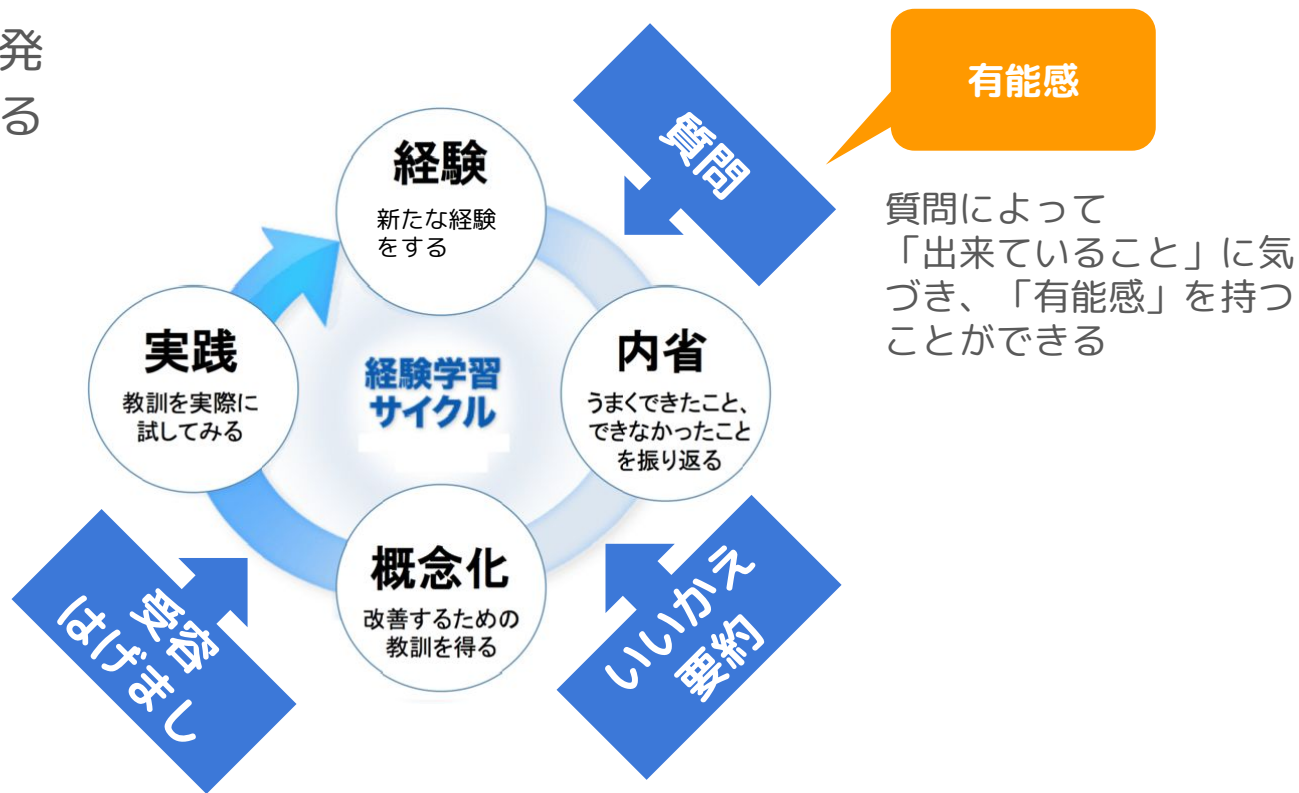 発
る
質問
有能感
質問によって
「出来ていること」に気
づき、「有能感」を持つ
ことができる
経験
新たな経験
をする
内省
うまくできたこと、
できなかったこと
を振り返る
経験学習
サイクル
実践
教訓を実際に
試してみる
概念化
改善するための
教訓を得る
いいかえ
要約
受容
はげまし